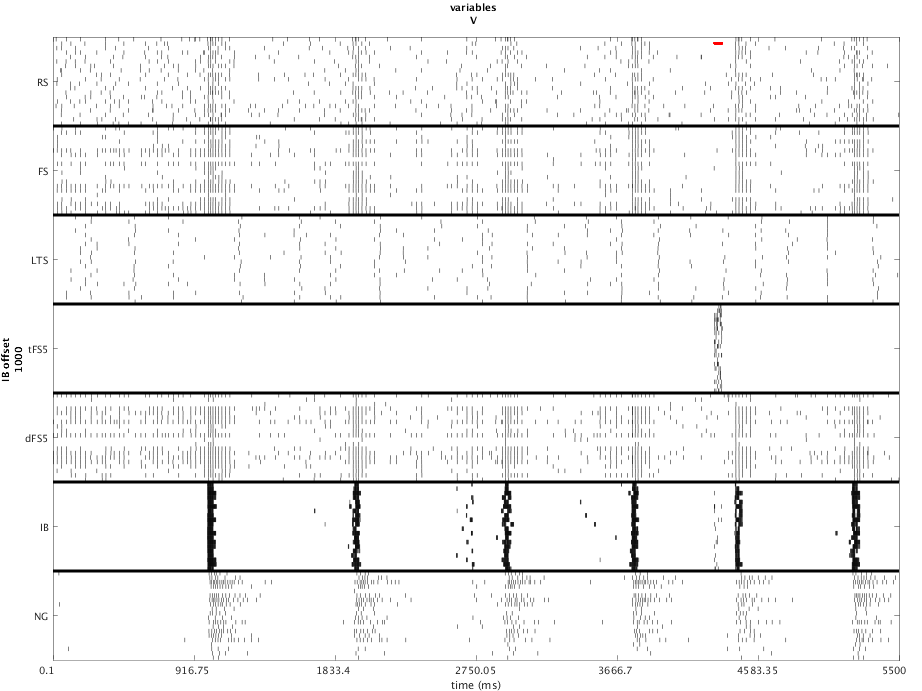 variables
V
RS
FS
LTS
IB offset
1000
tFS5
dFS5
IB
NG
0.1 916.75 1833.4 2750.05 3666.7 4583.35 5500
time (ms)